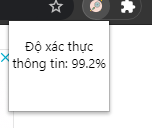 Độ xác thực
thông tin: 99.2%